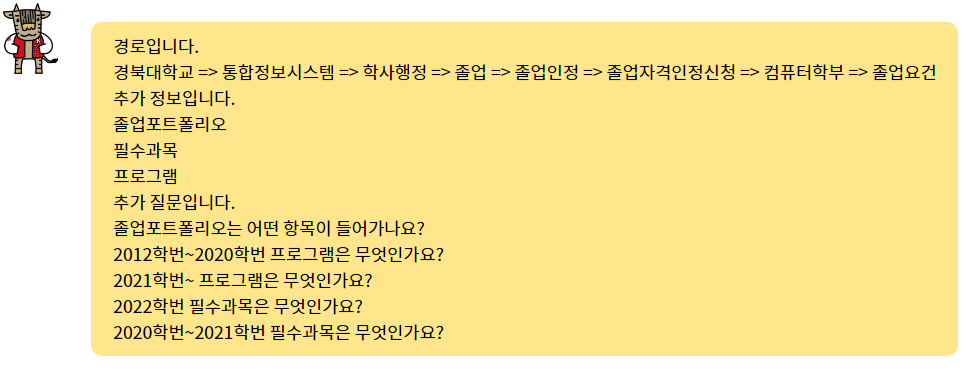 경로입니다.
경북대학교 => 통합정보시스템 => 학사행정 => 졸업 => 졸업인정 => 졸업자격인정신청 => 컴퓨터학부 => 졸업요건
추가 정보입니다.
졸업포트폴리오
필수과목
프로그램
추가 질문입니다.
졸업포트폴리오는 어떤 항목이 들어가나요?
2012학번~2020학번 프로그램은 무엇인가요?
2021학번~ 프로그램은 무엇인가요?
2022학번 필수과목은 무엇인가요?
2020학번~2021학번 필수과목은 무엇인가요?